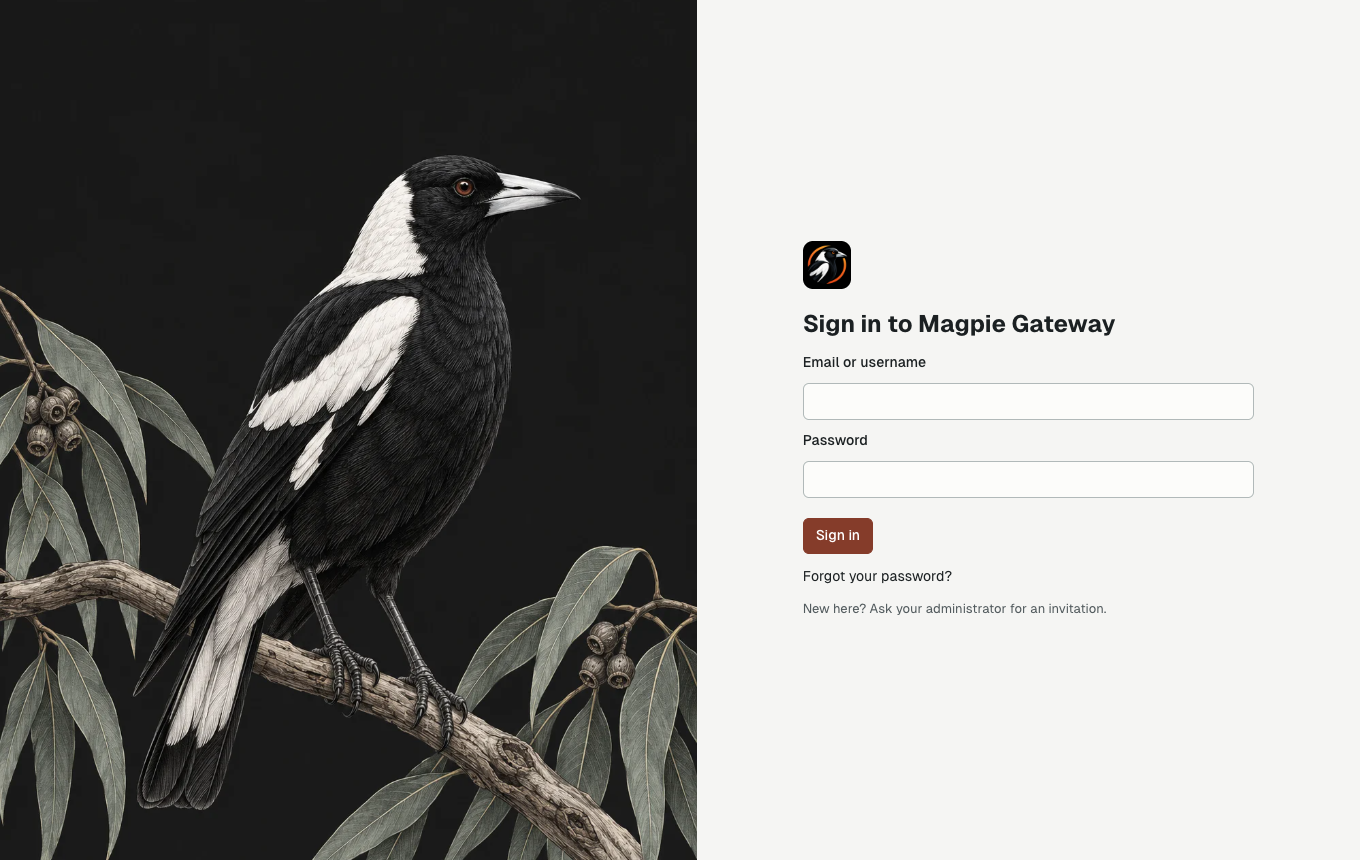 Sign in to Magpie Gateway
Email or username
Password
Sign in
Forgot your password?
New here? Ask your administrator for an invitation.